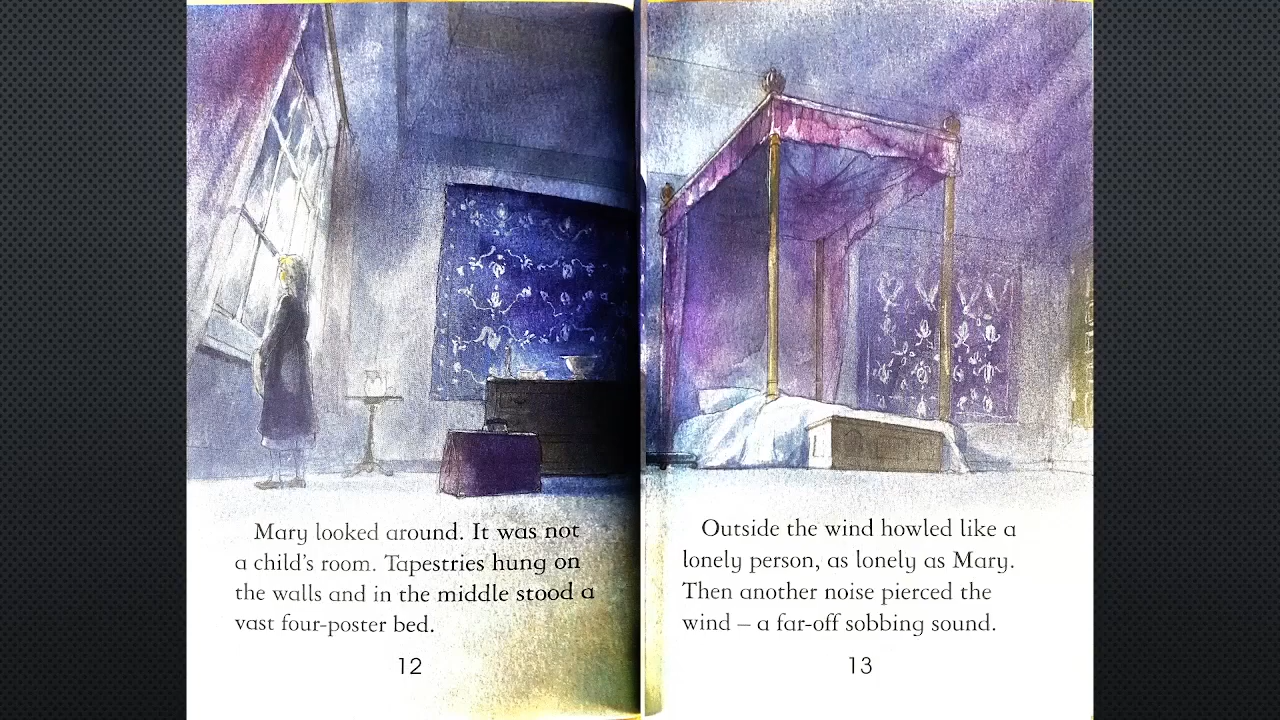 Mary looked around. It was not
a child's room. Tapestries hung on
the walls and in the middle stood a
vast four-poster bed.
12
Outside the wind howled like a
lonely person, as lonely as Mary.
Then another noise pierced the
wind – a far-off sobbing sound.
13